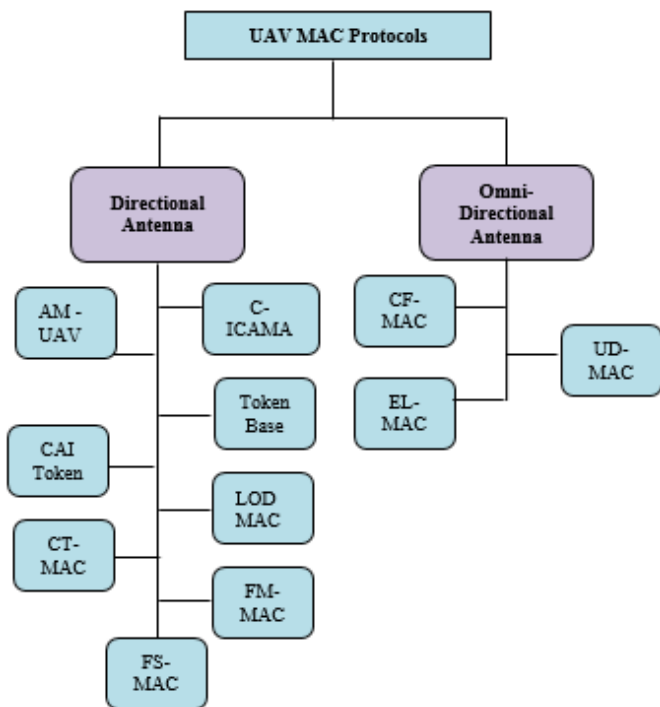 UAV MAC Protocols
Directional
Antenna
Omni-
Directional
Antenna
AM -
UAV
C-
ICAMA
CF-
MAC
UD-
MAC
Token
Base
EL-
MAC
CAI
Token
LOD
MAC
CT-
MAC
FM-
MAC
FS-
MAC